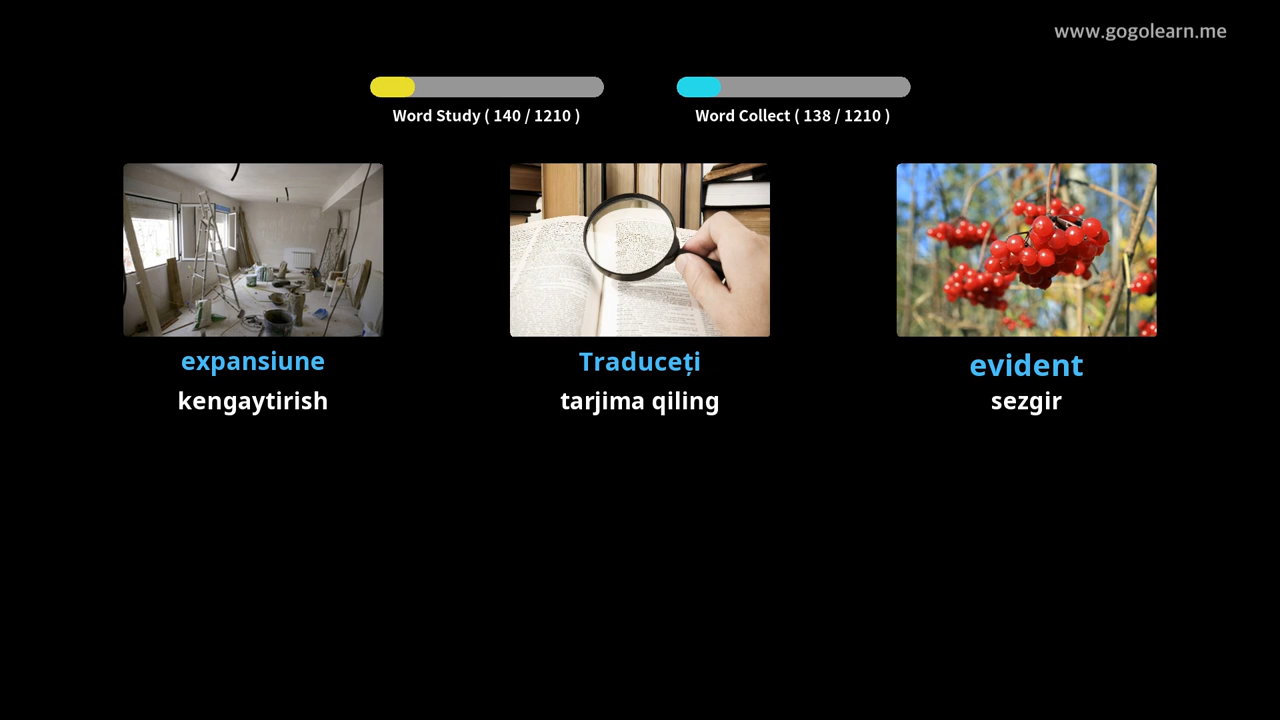 www.gogolearn.me
Word Study ( 140 / 1210 )
Word Collect ( 138 / 1210 )
expansiune
Traduceți
evident
kengaytirish
tarjima qiling
sezgir